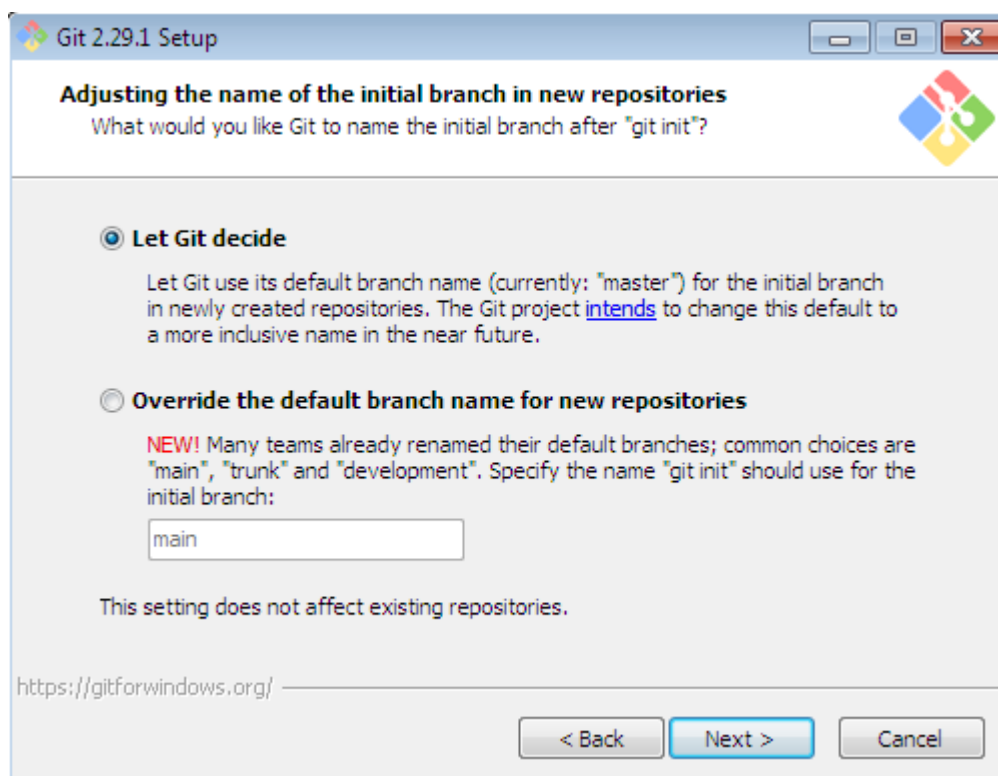 Git 2.29.1 Setup
Adjusting the name of the initial branch in new repositories
What would you like Git to name the initial branch after "git init"?
Let Git decide
Let Git use its default branch name (currently: "master") for the initial branch
in newly created repositories. The Git project intends to change this default to
a more inclusive name in the near future.
Override the default branch name for new repositories
NEW! Many teams already renamed their default branches; common choices are
"main", "trunk" and "development". Specify the name "git init" should use for the
initial branch:
main
This setting does not affect existing repositories.
https://gitforwindows.org/
< Back Next > Cancel